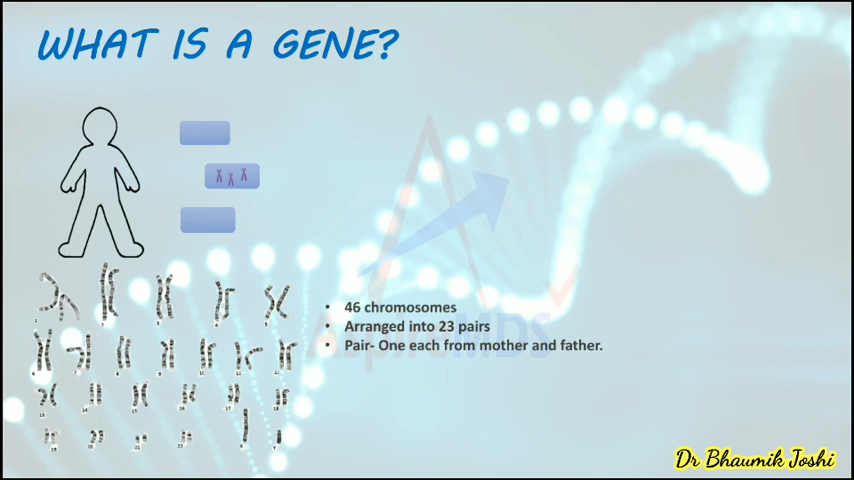 WHAT IS A GENE?
• 46 chromosomes
• Arranged into 23 pairs
• Pair- One each from mother and father.
AspireMDS
Dr Bhaumik Joshi